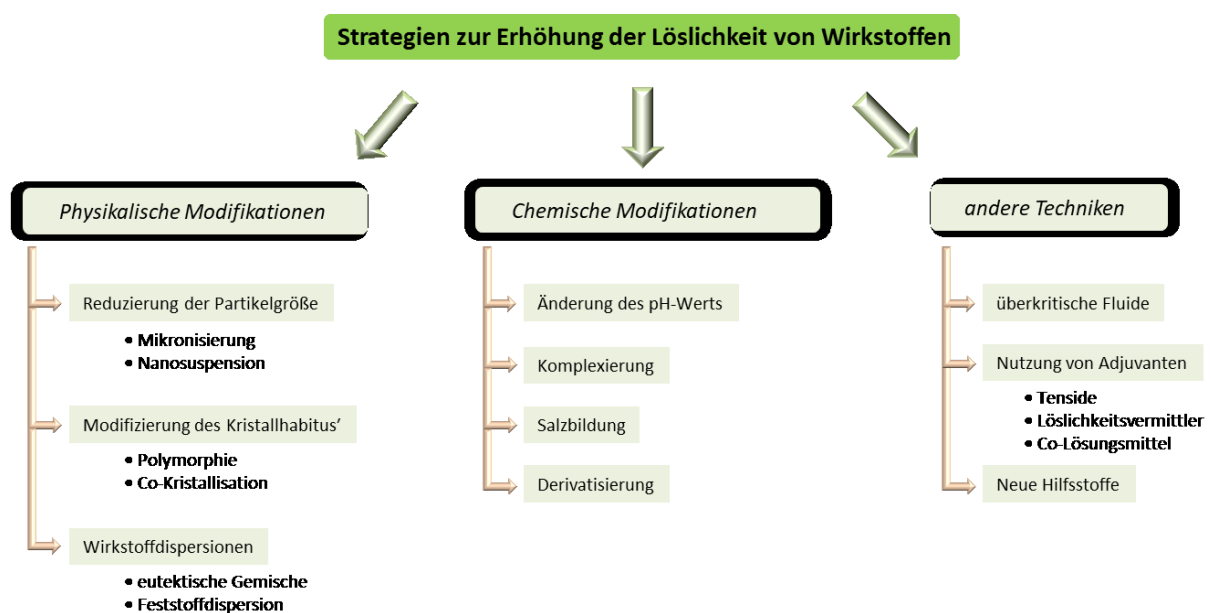 Strategien zur Erhöhung der Löslichkeit von Wirkstoffen
Physikalische Modifikationen
Reduzierung der Partikelgröße
• Mikronisierung
• Nanosuspension
Modifizierung des Kristallhabitus‘
• Polymorphie
• Co-Kristallisation
Wirkstoffdispersionen
• eutektische Gemische
• Feststoffdispersion
Chemische Modifikationen
Änderung des pH-Werts
Komplexierung
Salzbildung
Derivatisierung
andere Techniken
überkritische Fluide
Nutzung von Adjuvanten
• Tenside
• Löslichkeitsvermittler
• Co-Lösungsmittel
Neue Hilfsstoffe